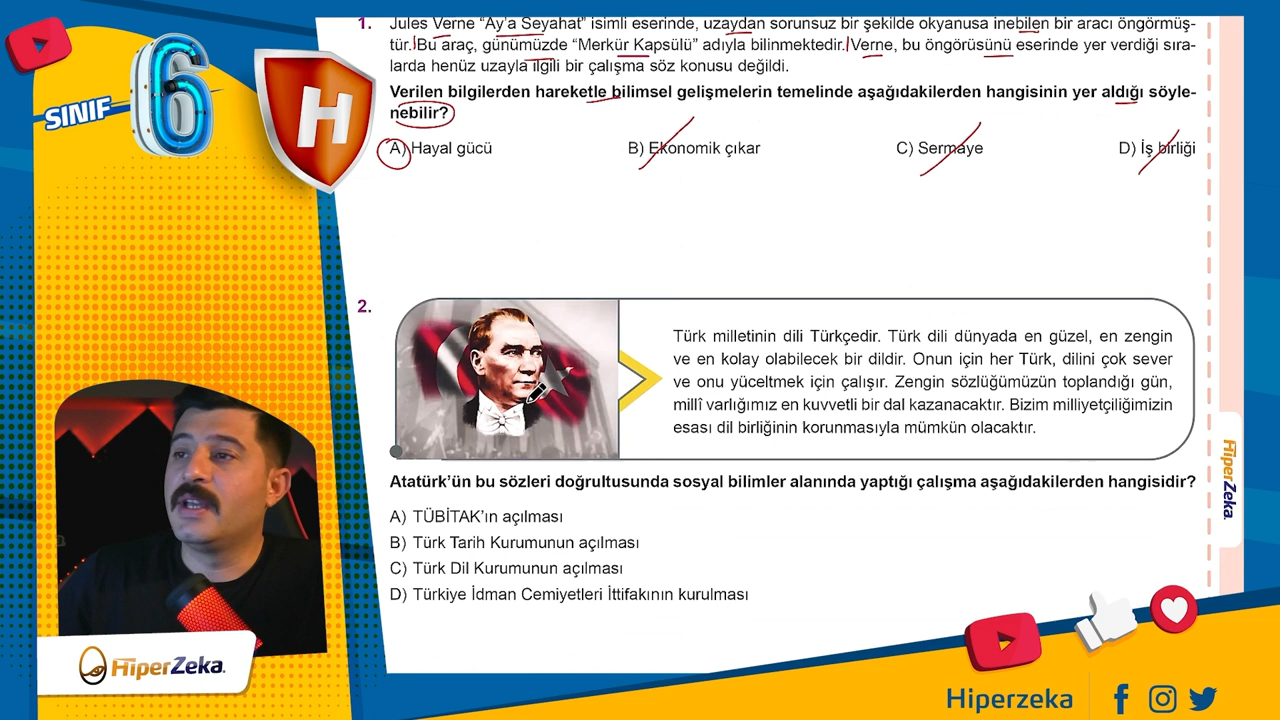 SINIF 6
H
1. Jules Verne “Ay’a Seyahat” isimli eserinde, uzaydan sorunsuz bir şekilde okyanusa inebilen bir aracı öngörmüş-
tür. Bu araç, günümüzde “Merkür Kapsülü” adıyla bilinmektedir. Verne, bu öngörüsünü eserinde yer verdiği sıra-
larda henüz uzayla ilgili bir çalışma söz konusu değildi.
Verilen bilgilerden hareketle bilimsel gelişmelerin temelinde aşağıdakilerden hangisinin yer aldığı söyle-
nebilir?
A) Hayal gücü B) Ekonomik çıkar C) Sermaye D) İş birliği
2.
Türk milletinin dili Türkçedir. Türk dili dünyada en güzel, en zengin
ve en kolay olabilecek bir dildir. Onun için her Türk, dilini çok sever
ve onu yüceltmek için çalışır. Zengin sözlüğümüzün toplandığı gün,
millî varlığımız en kuvvetli bir dal kazanacaktır. Bizim milliyetçiliğimizin
esası dil birliğinin korunmasıyla mümkün olacaktır.
Atatürk’ün bu sözleri doğrultusunda sosyal bilimler alanında yaptığı çalışma aşağıdakilerden hangisidir?
A) TÜBİTAK’ın açılması
B) Türk Tarih Kurumunun açılması
C) Türk Dil Kurumunun açılması
D) Türkiye İdman Cemiyetleri İttifakının kurulması
HiperZeka.
HiperZeka.
Hiperzeka